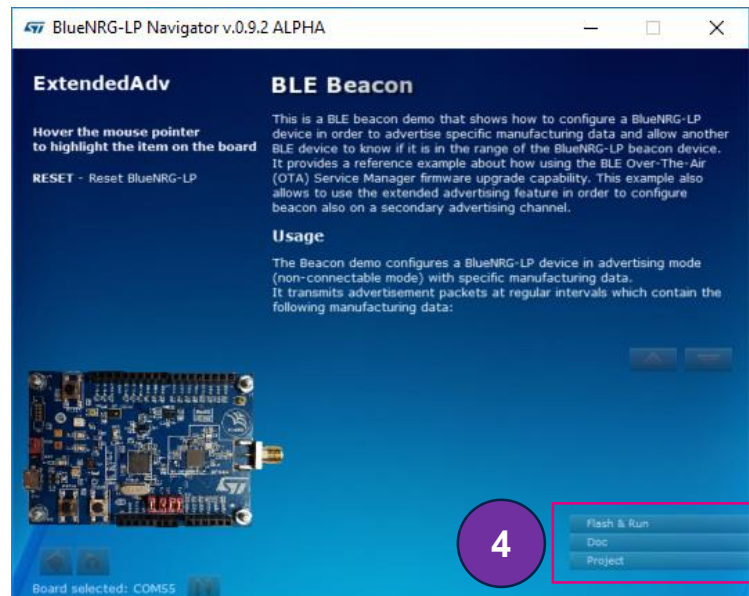 BlueNRG-LP Navigator v.0.9.2 ALPHA
ExtendedAdv
Hover the mouse pointer
to highlight the item on the board
RESET - Reset BlueNRG-LP
BLE Beacon
This is a BLE beacon demo that shows how to configure a BlueNRG-LP
device in order to advertise specific manufacturing data and allow another
BLE device to know if it is in the range of the BlueNRG-LP beacon device.
It provides a reference example about how using the BLE Over-The-Air
(OTA) Service Manager firmware upgrade capability. This example also
allows to use the extended advertising feature in order to configure
beacon also on a secondary advertising channel.
Usage
The Beacon demo configures a BlueNRG-LP device in advertising mode
(non-connectable mode) with specific manufacturing data.
It transmits advertisement packets at regular intervals which contain the
following manufacturing data:
4
Flash & Run
Doc
Project
Board selected: COM55